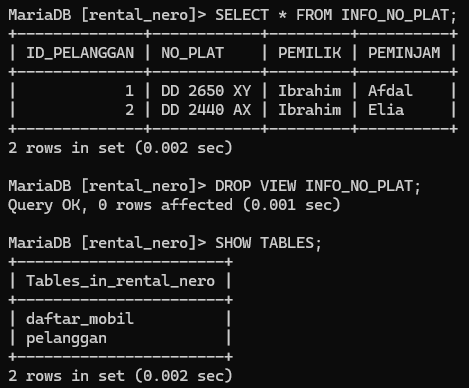 MariaDB [rental_nero]> SELECT * FROM INFO_NO_PLAT;
+--------------+------------+---------+----------+
| ID_PELANGGAN | NO_PLAT    | PEMILIK | PEMINJAM |
+--------------+------------+---------+----------+
|            1 | DD 2650 XY | Ibrahim | Afdal    |
|            2 | DD 2440 AX | Ibrahim | Elia     |
+--------------+------------+---------+----------+
2 rows in set (0.002 sec)

MariaDB [rental_nero]> DROP VIEW INFO_NO_PLAT;
Query OK, 0 rows affected (0.001 sec)

MariaDB [rental_nero]> SHOW TABLES;
+-----------------------+
| Tables_in_rental_nero |
+-----------------------+
| daftar_mobil          |
| pelanggan             |
+-----------------------+
2 rows in set (0.002 sec)